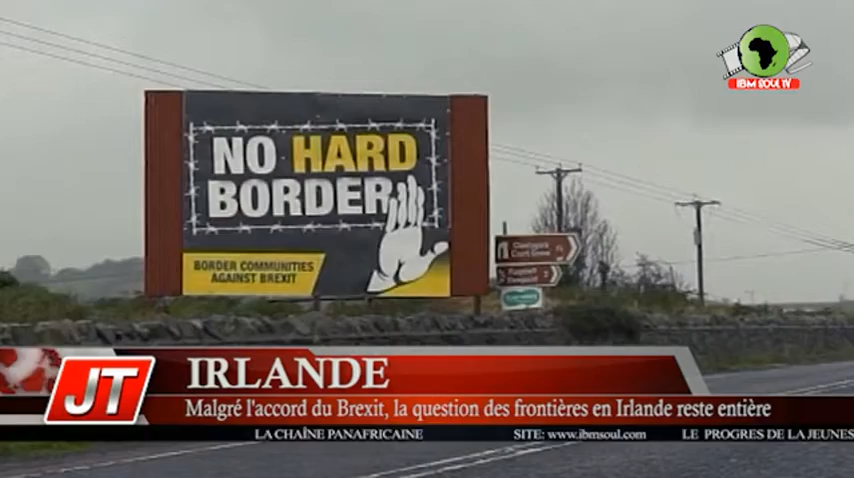 IBM SOUL TV
NO HARD
BORDER
BORDER COMMUNITIES
AGAINST BREXIT
JT
IRLANDE
Malgré l'accord du Brexit, la question des frontières en Irlande reste entière
LA CHAÎNE PANAFRICAINE SITE: www.ibmsoul.com LE PROGRES DE LA JEUNES